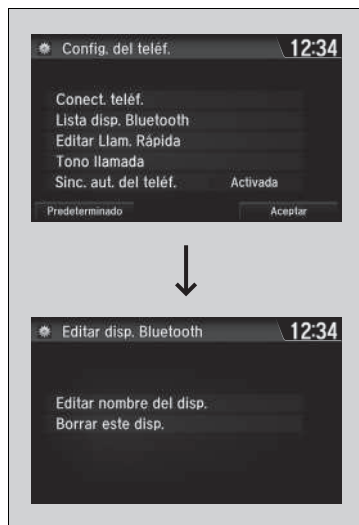 Config. del teléf. 12:34
Conect. teléf.
Lista disp. Bluetooth
Editar Llam. Rápida
Tono llamada
Sinc. aut. del teléf. Activada
Predeterminado Aceptar
Editar disp. Bluetooth 12:34
Editar nombre del disp.
Borrar este disp.